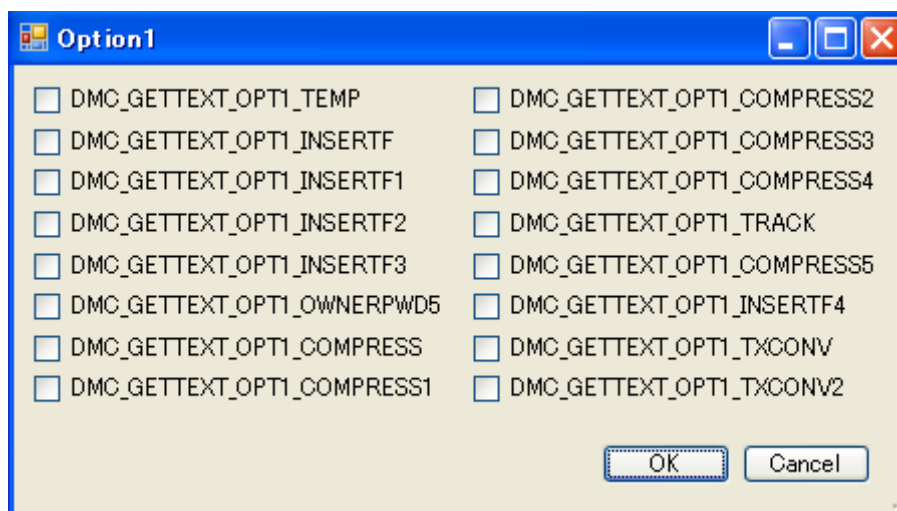 Option1
DMC_GETTEXT_OPT1_TEMP
DMC_GETTEXT_OPT1_INSERTF
DMC_GETTEXT_OPT1_INSERTF1
DMC_GETTEXT_OPT1_INSERTF2
DMC_GETTEXT_OPT1_INSERTF3
DMC_GETTEXT_OPT1_OWNERPWD5
DMC_GETTEXT_OPT1_COMPRESS
DMC_GETTEXT_OPT1_COMPRESS1
DMC_GETTEXT_OPT1_COMPRESS2
DMC_GETTEXT_OPT1_COMPRESS3
DMC_GETTEXT_OPT1_COMPRESS4
DMC_GETTEXT_OPT1_TRACK
DMC_GETTEXT_OPT1_COMPRESS5
DMC_GETTEXT_OPT1_INSERTF4
DMC_GETTEXT_OPT1_TXCONV
DMC_GETTEXT_OPT1_TXCONV2
OK
Cancel